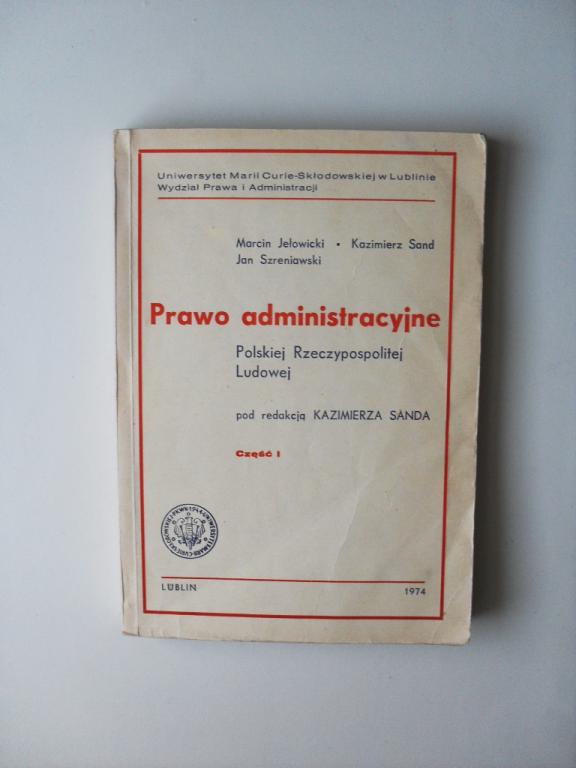 Uniwersytet Marii Curie-Skłodowskiej w Lublinie
Wydział Prawa i Administracji
Marcin Jełowicki • Kazimierz Sand
Jan Szreniawski
Prawo administracyjne
Polskiej Rzeczypospolitej
Ludowej
pod redakcją KAZIMIERZA SANDA
Część I
LUBLIN 1974